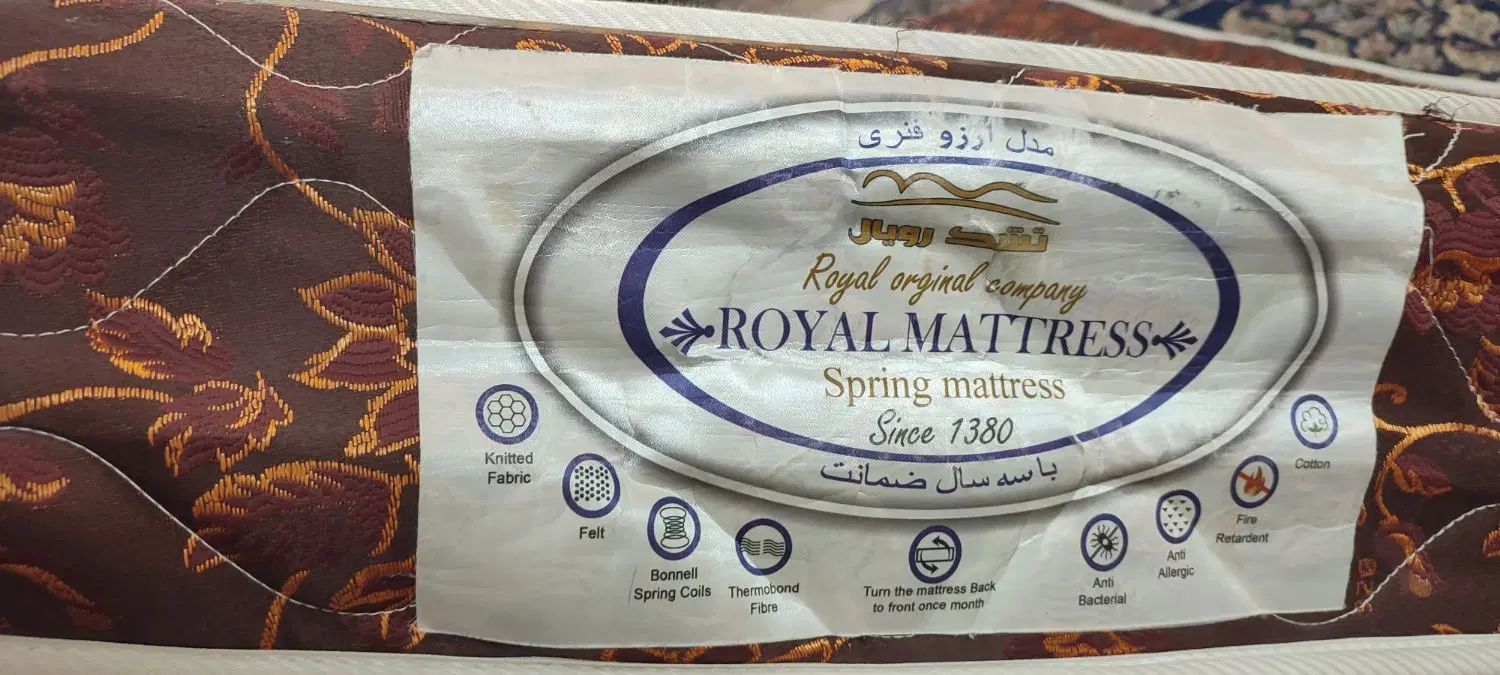 مدل آرزو فنری
تشک رویال
Royal orginal company
ROYAL MATTRESS
Spring mattress
Since 1380
با سه سال ضمانت
Knitted
Fabric
Felt
Bonnell
Spring Coils
Thermobond
Fibre
Turn the mattress Back
to front once month
Anti
Bacterial
Anti
Allergic
Fire
Retardent
Cotton